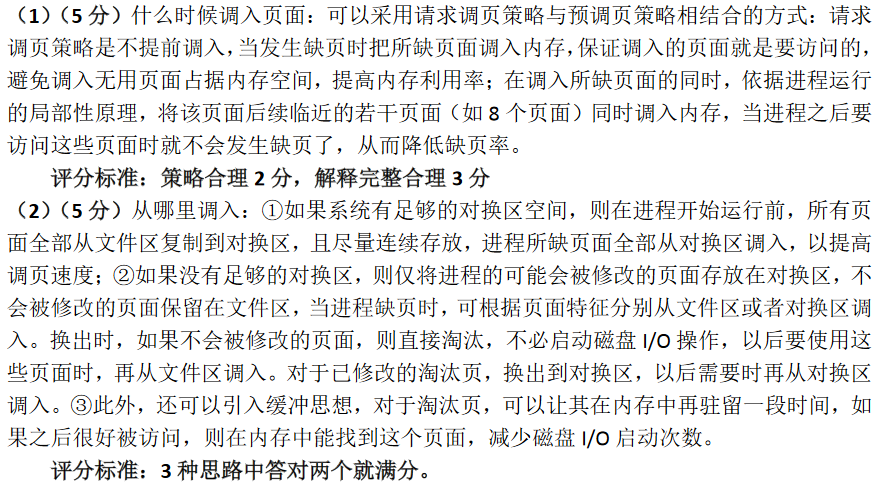 （1）（5 分）什么时候调入页面：可以采用请求调页策略与预调页策略相结合的方式：请求
调页策略是不提前调入，当发生缺页时把所缺页面调入内存，保证调入的页面就是要访问的，
避免调入无用页面占据内存空间，提高内存利用率；在调入所缺页面的同时，依据进程运行
的局部性原理，将该页面后续临近的若干页面（如 8 个页面）同时调入内存，当进程之后要
访问这些页面时就不会发生缺页了，从而降低缺页率。
评分标准：策略合理 2 分，解释完整合理 3 分
（2）（5 分）从哪里调入：①如果系统有足够的对换区空间，则在进程开始运行前，所有页
面全部从文件区复制到对换区，且尽量连续存放，进程所缺页面全部从对换区调入，以提高
调页速度；②如果没有足够的对换区，则仅将进程的可能会被修改的页面存放在对换区，不
会被修改的页面保留在文件区，当进程缺页时，可根据页面特征分别从文件区或者对换区调
入。换出时，如果不会被修改的页面，则直接淘汰，不必启动磁盘 I/O 操作，以后要使用这
些页面时，再从文件区调入。对于已修改的淘汰页，换出到对换区，以后需要时再从对换区
调入。③此外，还可以引入缓冲思想，对于淘汰页，可以让其在内存中再驻留一段时间，如
果之后很好被访问，则在内存中能找到这个页面，减少磁盘 I/O 启动次数。
评分标准：3 种思路中答对两个就满分。